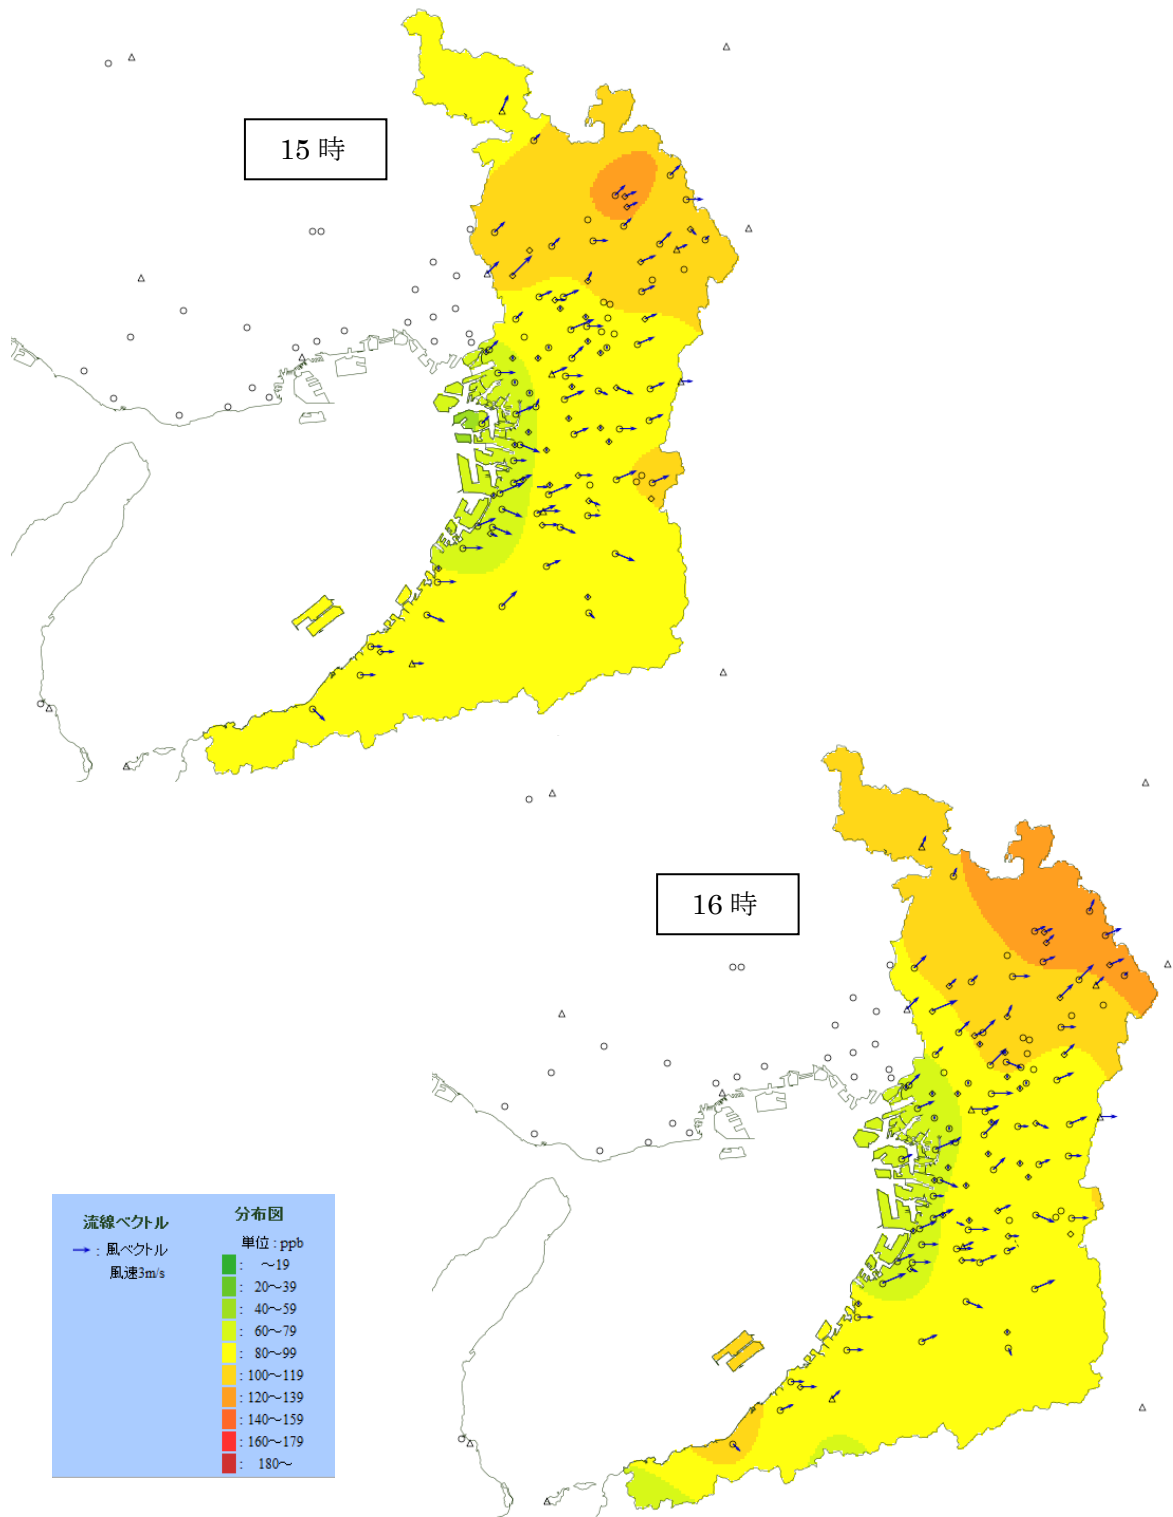 15 時
16 時
流線ベクトル
→ : 風ベクトル
風速3m/s
分布図
単位 : ppb
: ～19
: 20～39
: 40～59
: 60～79
: 80～99
: 100～119
: 120～139
: 140～159
: 160～179
: 180～